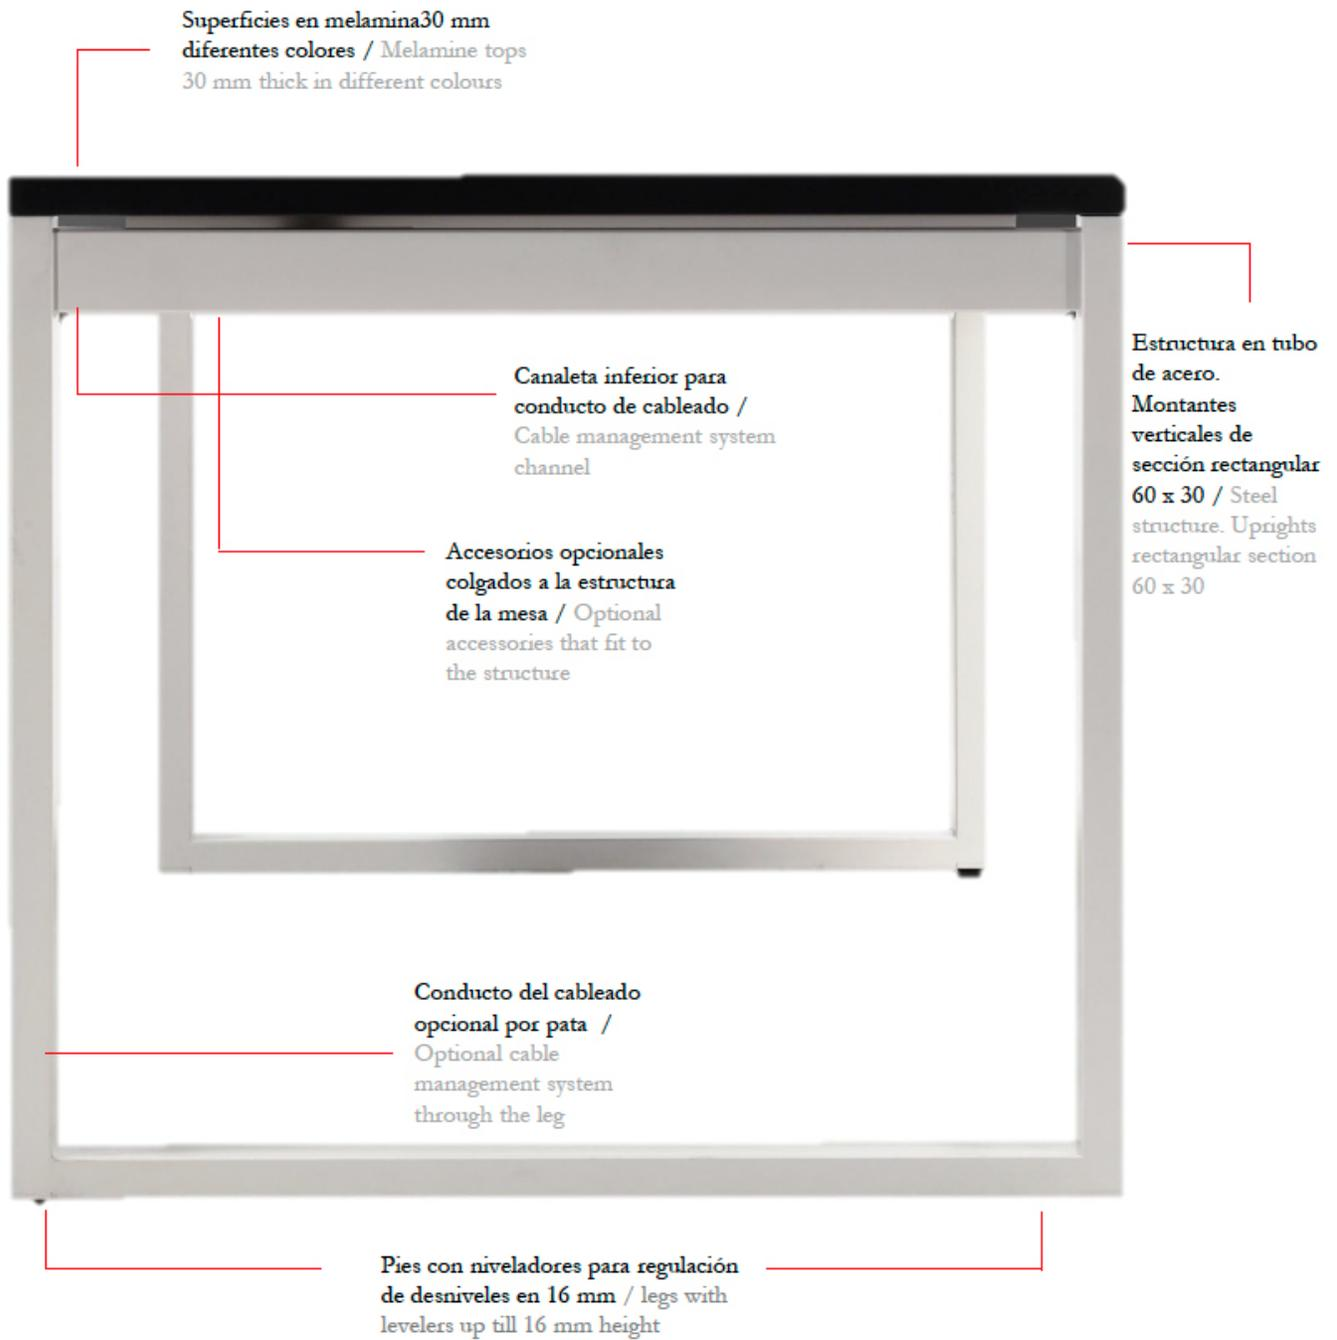 Superficies en melamina30 mm
diferentes colores / Melamine tops
30 mm thick in different colours
Estructura en tubo
de acero.
Montantes
verticales de
sección rectangular
60 x 30 / Steel
structure. Uprights
rectangular section
60 x 30
Canaleta inferior para
conducto de cableado /
Cable management system
channel
Accesorios opcionales
colgados a la estructura
de la mesa / Optional
accessories that fit to
the structure
Conducto del cableado
opcional por pata /
Optional cable
management system
through the leg
Pies con niveladores para regulación
de desniveles en 16 mm / legs with
levelers up till 16 mm height